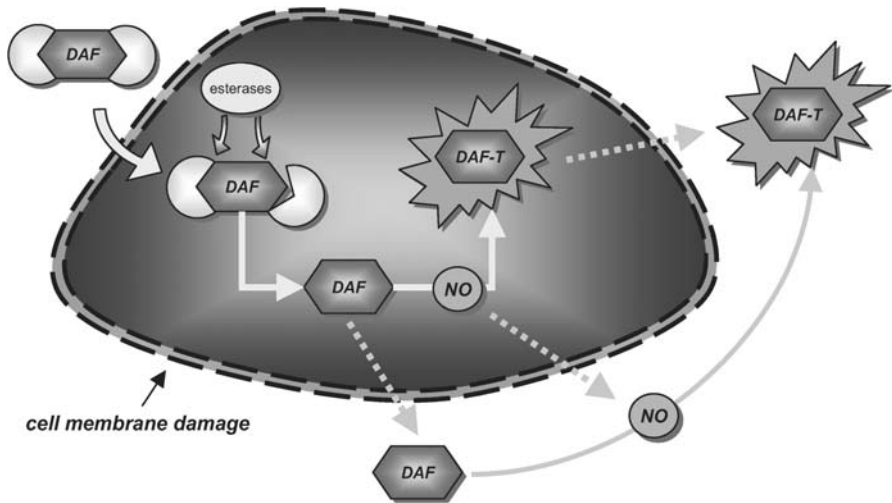 DAF
esterases
DAF-T
DAF-T
DAF
DAF
NO
cell membrane damage
NO
DAF